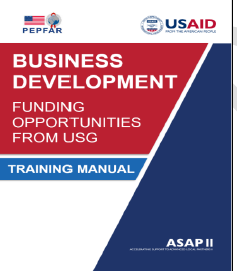 PEPFAR
USAID
FROM THE AMERICAN PEOPLE
BUSINESS
DEVELOPMENT
FUNDING
OPPORTUNITIES
FROM USG
TRAINING MANUAL
ASAP II